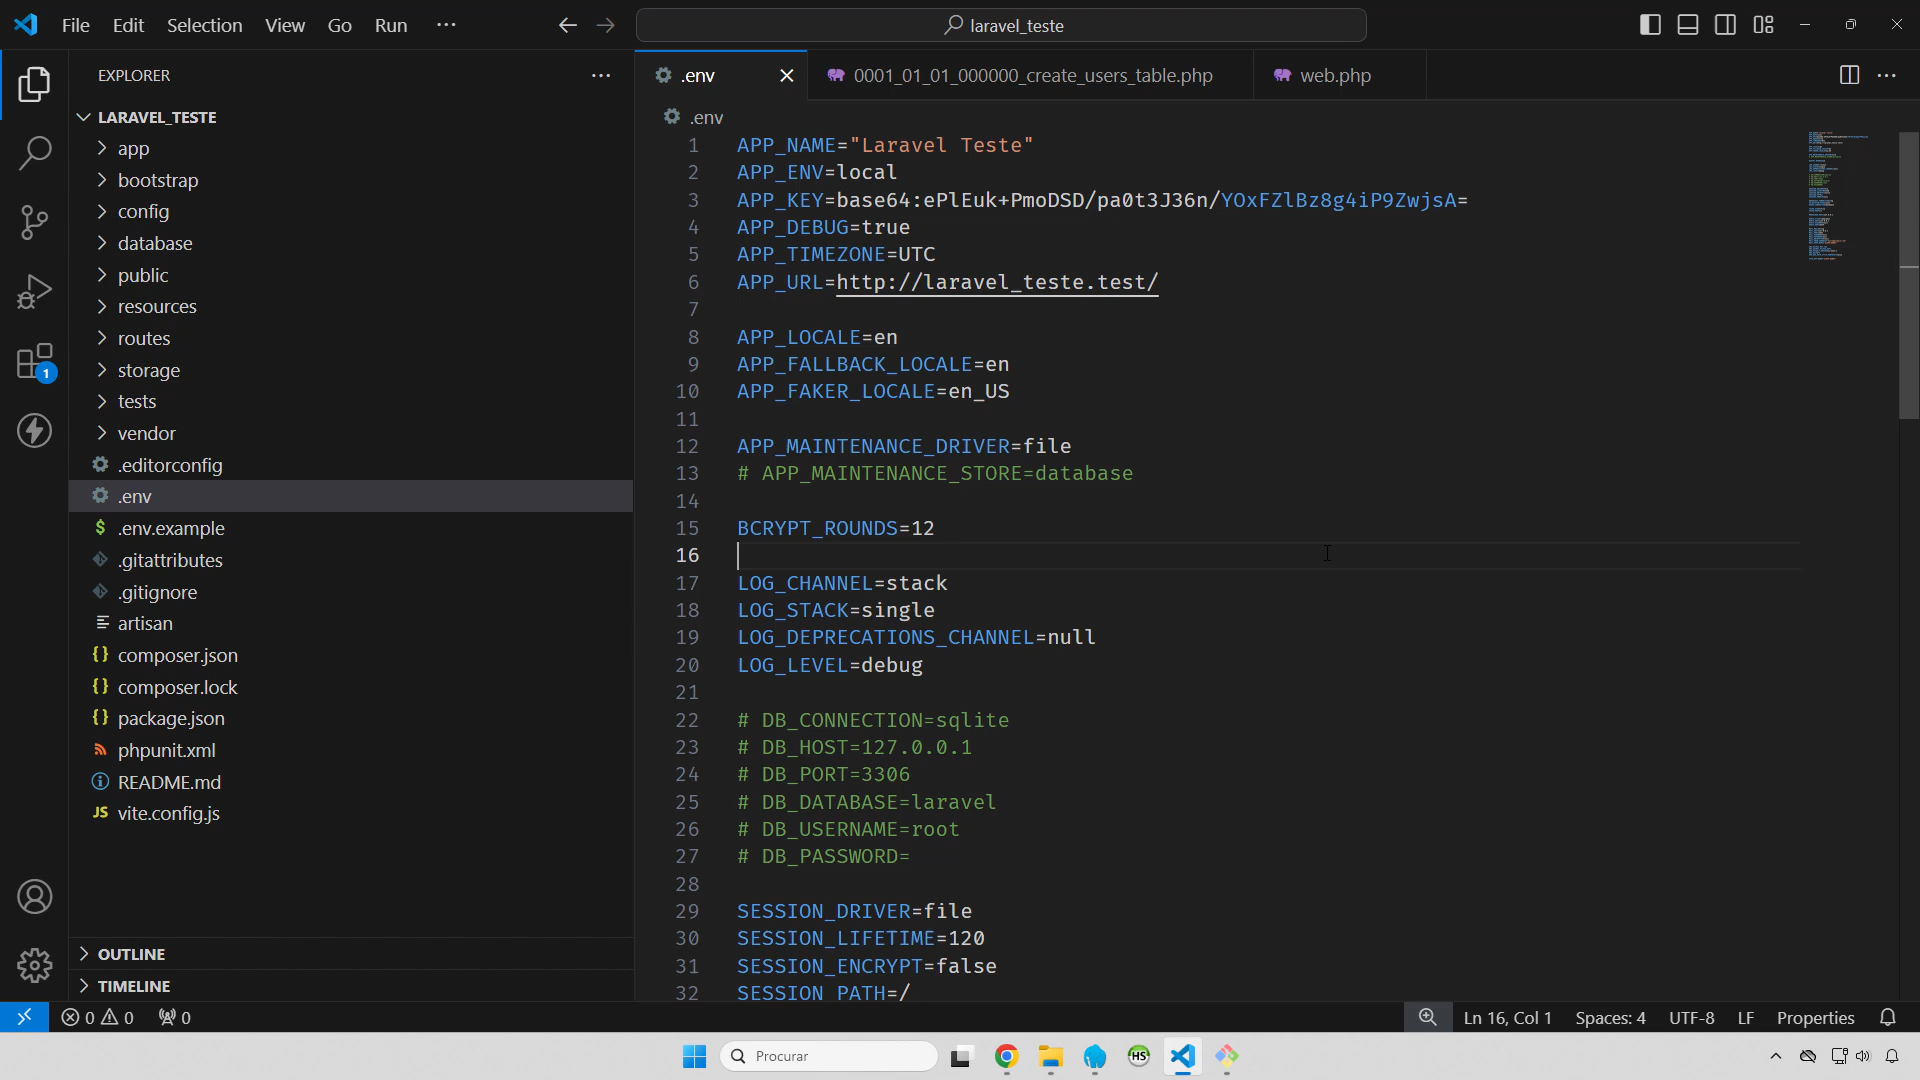 File Edit Selection View Go Run ··· laravel_teste
EXPLORER ···
LARAVEL_TESTE
app
bootstrap
config
database
public
resources
routes
storage
tests
vendor
.editorconfig
.env
$ .env.example
.gitattributes
.gitignore
artisan
{} composer.json
{} composer.lock
{} package.json
phpunit.xml
README.md
JS vite.config.js
OUTLINE
TIMELINE
1
.env 0001_01_01_000000_create_users_table.php web.php
.env
1 APP_NAME="Laravel Teste"
2 APP_ENV=local
3 APP_KEY=base64:ePlEuk+PmoDSD/pa0t3J36n/YOxFZlBz8g4iP9ZwjsA=
4 APP_DEBUG=true
5 APP_TIMEZONE=UTC
6 APP_URL=http://laravel_teste.test/
7
8 APP_LOCALE=en
9 APP_FALLBACK_LOCALE=en
10 APP_FAKER_LOCALE=en_US
11
12 APP_MAINTENANCE_DRIVER=file
13 # APP_MAINTENANCE_STORE=database
14
15 BCRYPT_ROUNDS=12
16
17 LOG_CHANNEL=stack
18 LOG_STACK=single
19 LOG_DEPRECATIONS_CHANNEL=null
20 LOG_LEVEL=debug
21
22 # DB_CONNECTION=sqlite
23 # DB_HOST=127.0.0.1
24 # DB_PORT=3306
25 # DB_DATABASE=laravel
26 # DB_USERNAME=root
27 # DB_PASSWORD=
28
29 SESSION_DRIVER=file
30 SESSION_LIFETIME=120
31 SESSION_ENCRYPT=false
32 SESSION_PATH=/
0 0 0 Ln 16, Col 1 Spaces: 4 UTF-8 LF Properties
Procurar HS